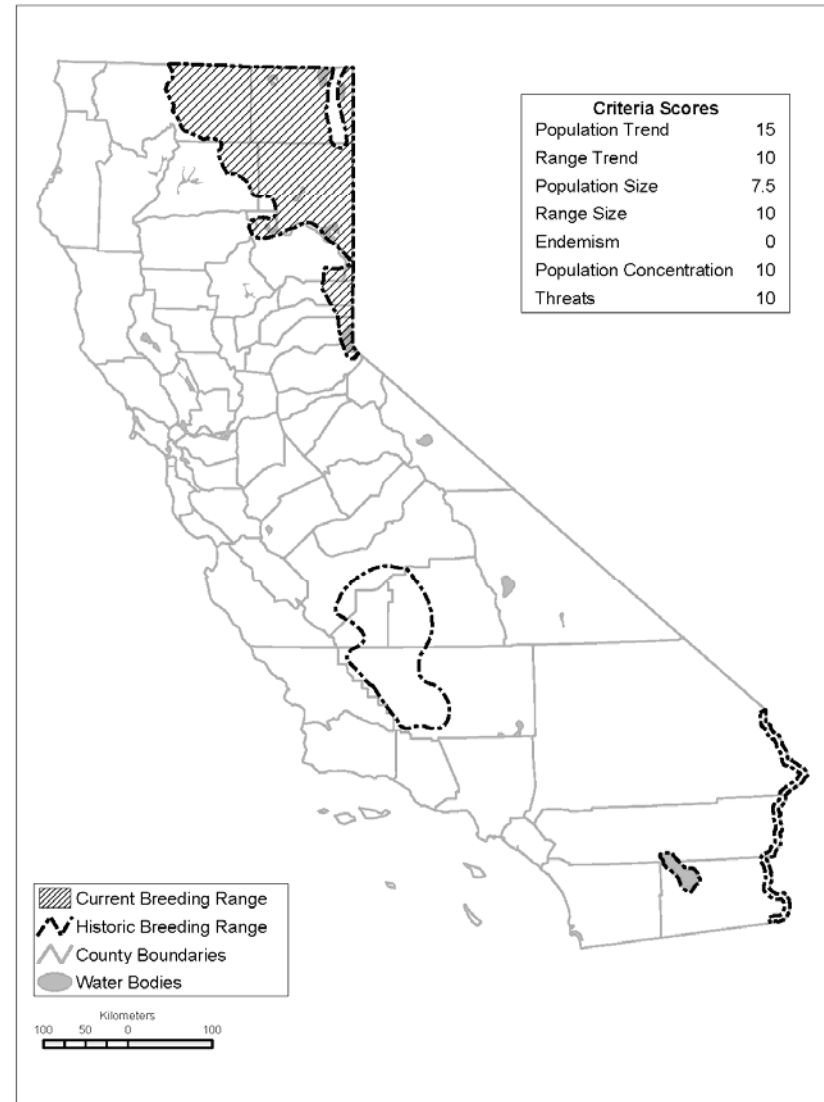 Criteria Scores
Population Trend 15
Range Trend 10
Population Size 7.5
Range Size 10
Endemism 0
Population Concentration 10
Threats 10
Current Breeding Range
Historic Breeding Range
County Boundaries
Water Bodies
Kilometers
100 50 0 100